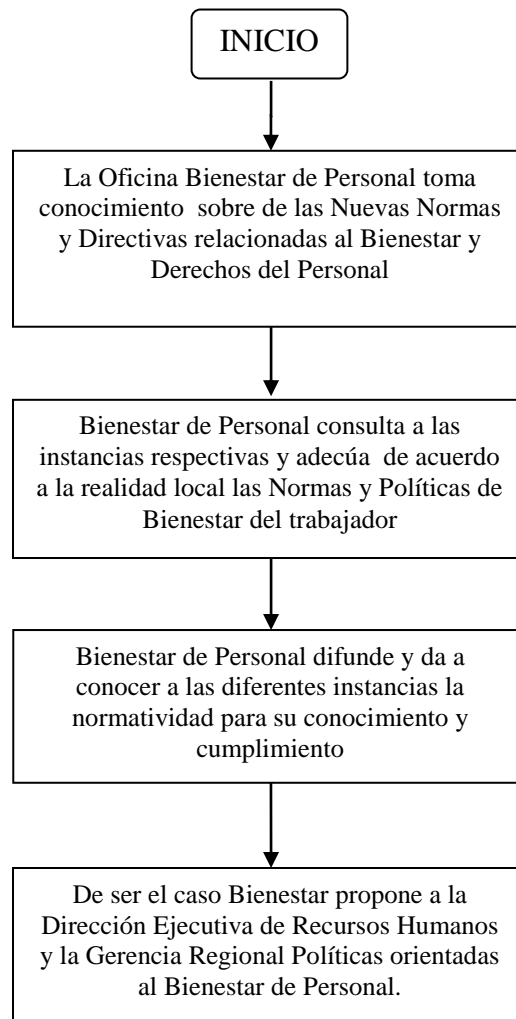 INICIO
La Oficina Bienestar de Personal toma
conocimiento sobre de las Nuevas Normas
y Directivas relacionadas al Bienestar y
Derechos del Personal
Bienestar de Personal consulta a las
instancias respectivas y adecúa de acuerdo
a la realidad local las Normas y Políticas de
Bienestar del trabajador
Bienestar de Personal difunde y da a
conocer a las diferentes instancias la
normatividad para su conocimiento y
cumplimiento
De ser el caso Bienestar propone a la
Dirección Ejecutiva de Recursos Humanos
y la Gerencia Regional Políticas orientadas
al Bienestar de Personal.